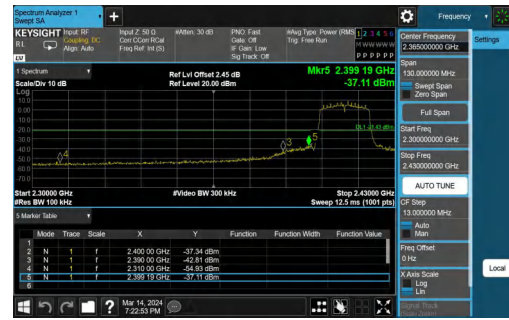 Spectrum Analyzer 1
Swept SA
+
Frequency
KEYSIGHT
Input: RF
Coupling: DC
Align: Auto
Input Z: 50 Ω
Corr CCorr RCal
Freq Ref: Int (S)
#Atten: 30 dB
PNO: Fast
Gate: Off
IF Gain: Low
Sig Track: Off
#Avg Type: Power (RMS
Trig: Free Run
1 2 3 4 5 6
M W W W W W
P P P P P P
RL
LXI
Center Frequency
2.365000000 GHz
Settings
Span
130.000000 MHz
Swept Span
Zero Span
Full Span
Start Freq
2.300000000 GHz
Stop Freq
2.430000000 GHz
AUTO TUNE
CF Step
13.000000 MHz
Auto
Man
Freq Offset
0 Hz
X Axis Scale
Log
Lin
Signal Track
Local
1 Spectrum
Scale/Div 10 dB
Ref Lvl Offset 2.45 dB
Ref Level 20.00 dBm
Mkr5 2.399 19 GHz
-37.11 dBm
Log
10.0
0.00
-10.0
-20.0
-30.0
-40.0
-50.0
-60.0
-70.0
4
3
5
Start 2.30000 GHz
#Res BW 100 kHz
#Video BW 300 kHz
Stop 2.43000 GHz
Sweep 12.5 ms (1001 pts)
5 Marker Table
Mode Trace Scale X Y Function Function Width Function Value
1
2 N 1 f 2.400 00 GHz -37.34 dBm
3 N 1 f 2.390 00 GHz -42.81 dBm
4 N 1 f 2.310 00 GHz -54.93 dBm
5 N 1 f 2.399 19 GHz -37.11 dBm
6
?
Mar 14, 2024
7:22:53 PM